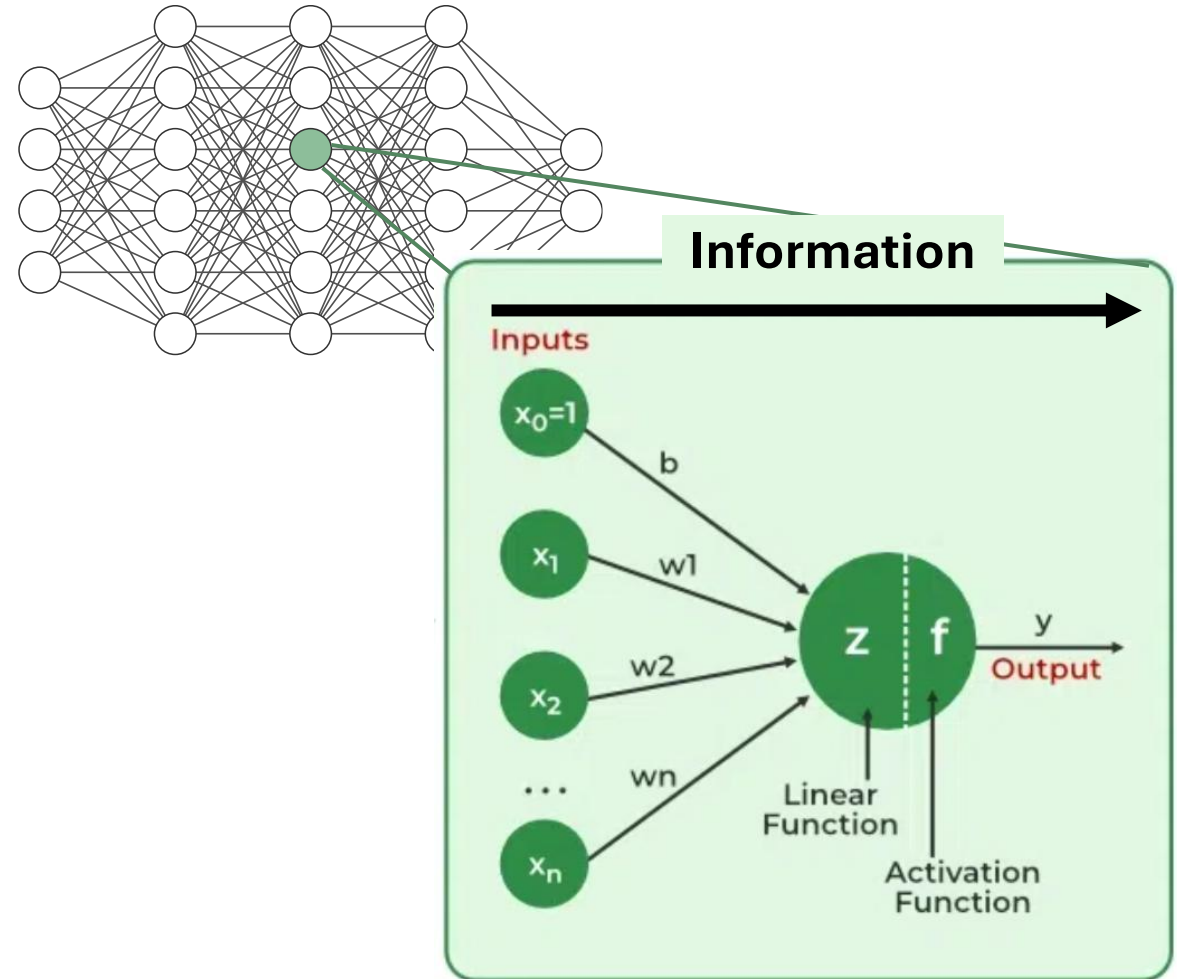 Information
Inputs
x₀=1
b
x₁
w1
x₂
w2
...
wn
xₙ
z
f
y
Output
Linear
Function
Activation
Function